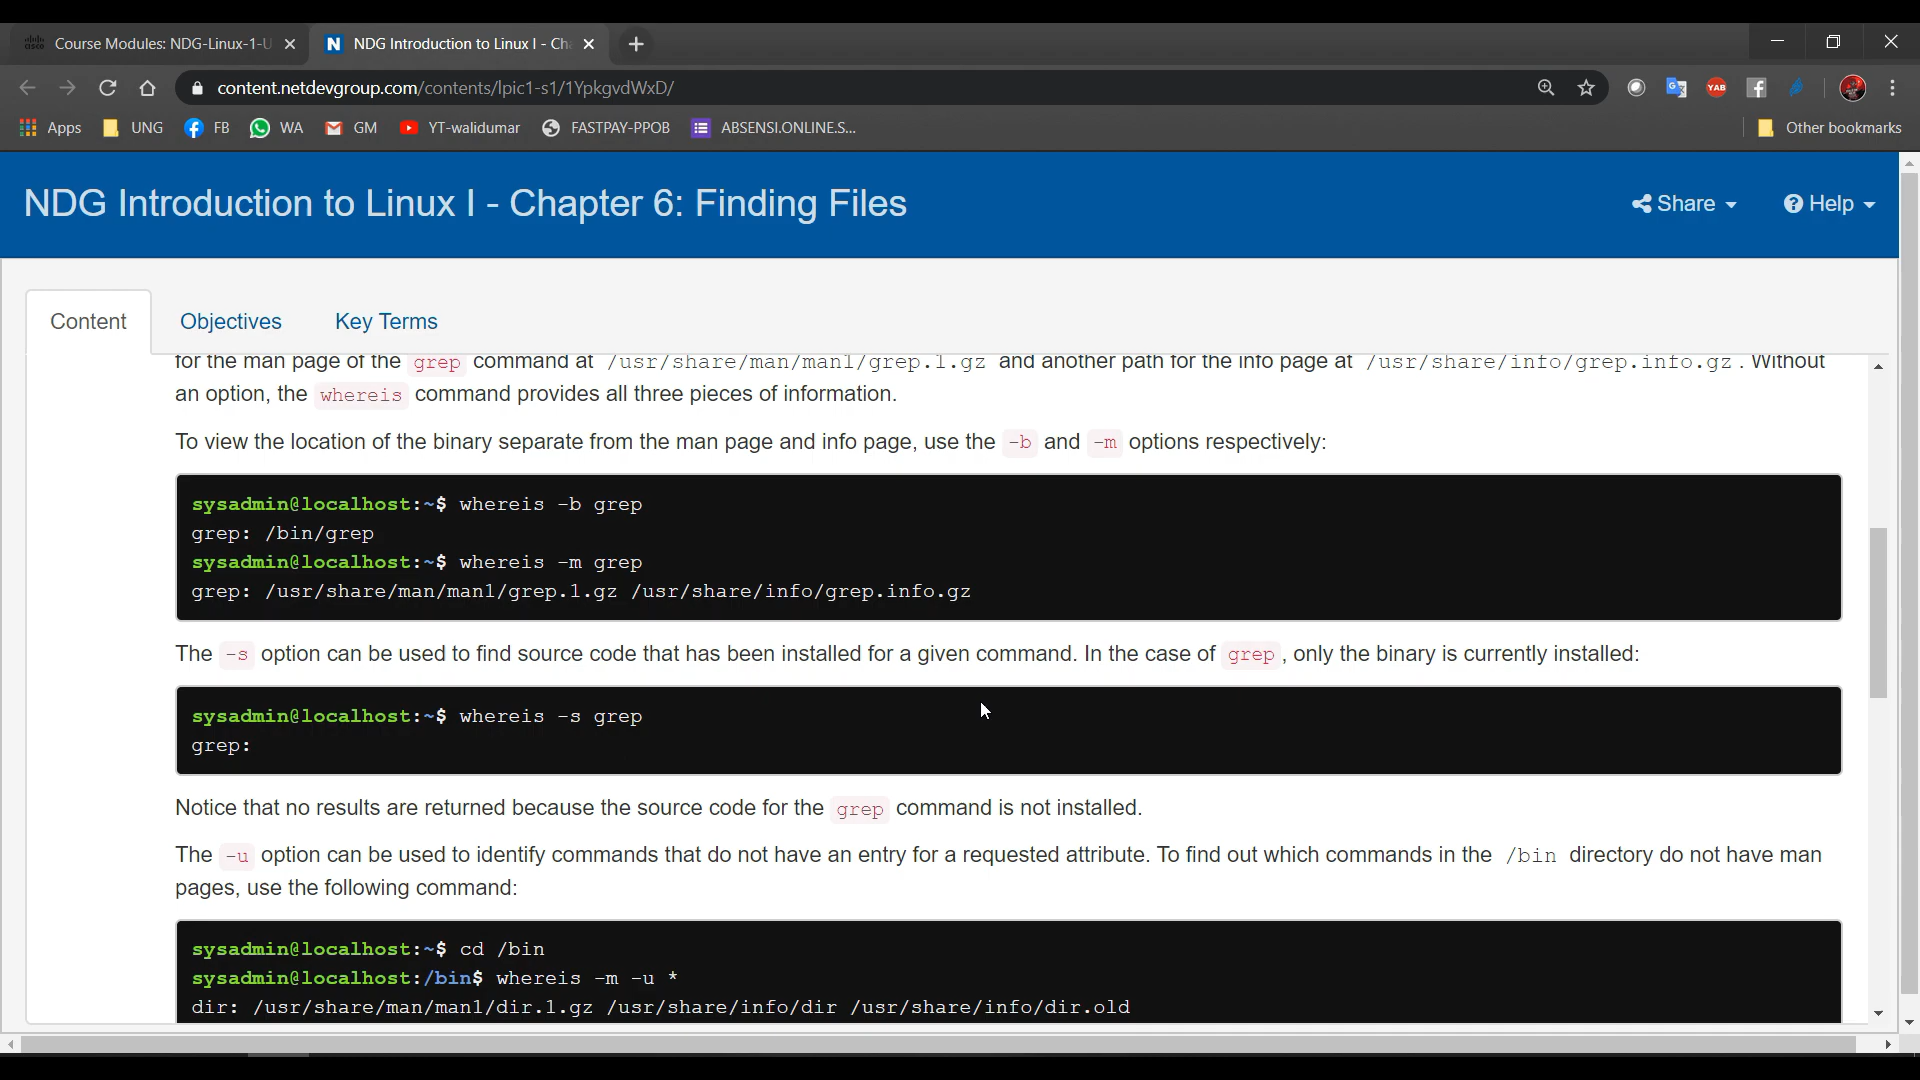 Course Modules: NDG-Linux-1-U
NDG Introduction to Linux I - Ch
content.netdevgroup.com/contents/lpic1-s1/1YpkgvdWxD/
YAB
Apps UNG FB WA GM YT-walidumar FASTPAY-PPOB ABSENSI.ONLINE.S... Other bookmarks
NDG Introduction to Linux I - Chapter 6: Finding Files
Share Help
Content Objectives Key Terms
for the man page of the grep command at /usr/share/man/man1/grep.1.gz and another path for the info page at /usr/share/info/grep.info.gz. Without
an option, the whereis command provides all three pieces of information.
To view the location of the binary separate from the man page and info page, use the -b and -m options respectively:
sysadmin@localhost:~$ whereis -b grep
grep: /bin/grep
sysadmin@localhost:~$ whereis -m grep
grep: /usr/share/man/man1/grep.1.gz /usr/share/info/grep.info.gz
The -s option can be used to find source code that has been installed for a given command. In the case of grep, only the binary is currently installed:
sysadmin@localhost:~$ whereis -s grep
grep:
Notice that no results are returned because the source code for the grep command is not installed.
The -u option can be used to identify commands that do not have an entry for a requested attribute. To find out which commands in the /bin directory do not have man
pages, use the following command:
sysadmin@localhost:~$ cd /bin
sysadmin@localhost:/bin$ whereis -m -u *
dir: /usr/share/man/man1/dir.1.gz /usr/share/info/dir /usr/share/info/dir.old